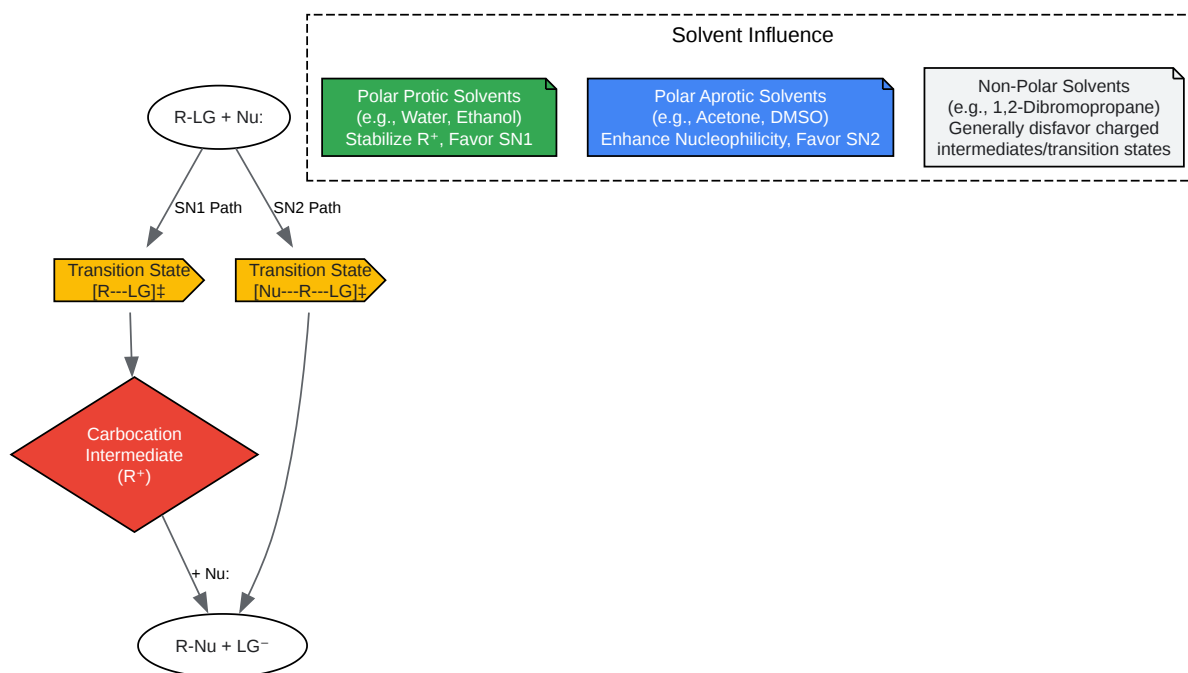 Solvent Influence
Polar Protic Solvents
(e.g., Water, Ethanol)
Stabilize R⁺, Favor SN1
Polar Aprotic Solvents
(e.g., Acetone, DMSO)
Enhance Nucleophilicity, Favor SN2
Non-Polar Solvents
(e.g., 1,2-Dibromopropane)
Generally disfavor charged
intermediates/transition states
R-LG + Nu:
SN1 Path
SN2 Path
Transition State
[R---LG]‡
Transition State
[Nu---R---LG]‡
Carbocation
Intermediate
(R⁺)
+ Nu:
R-Nu + LG⁻